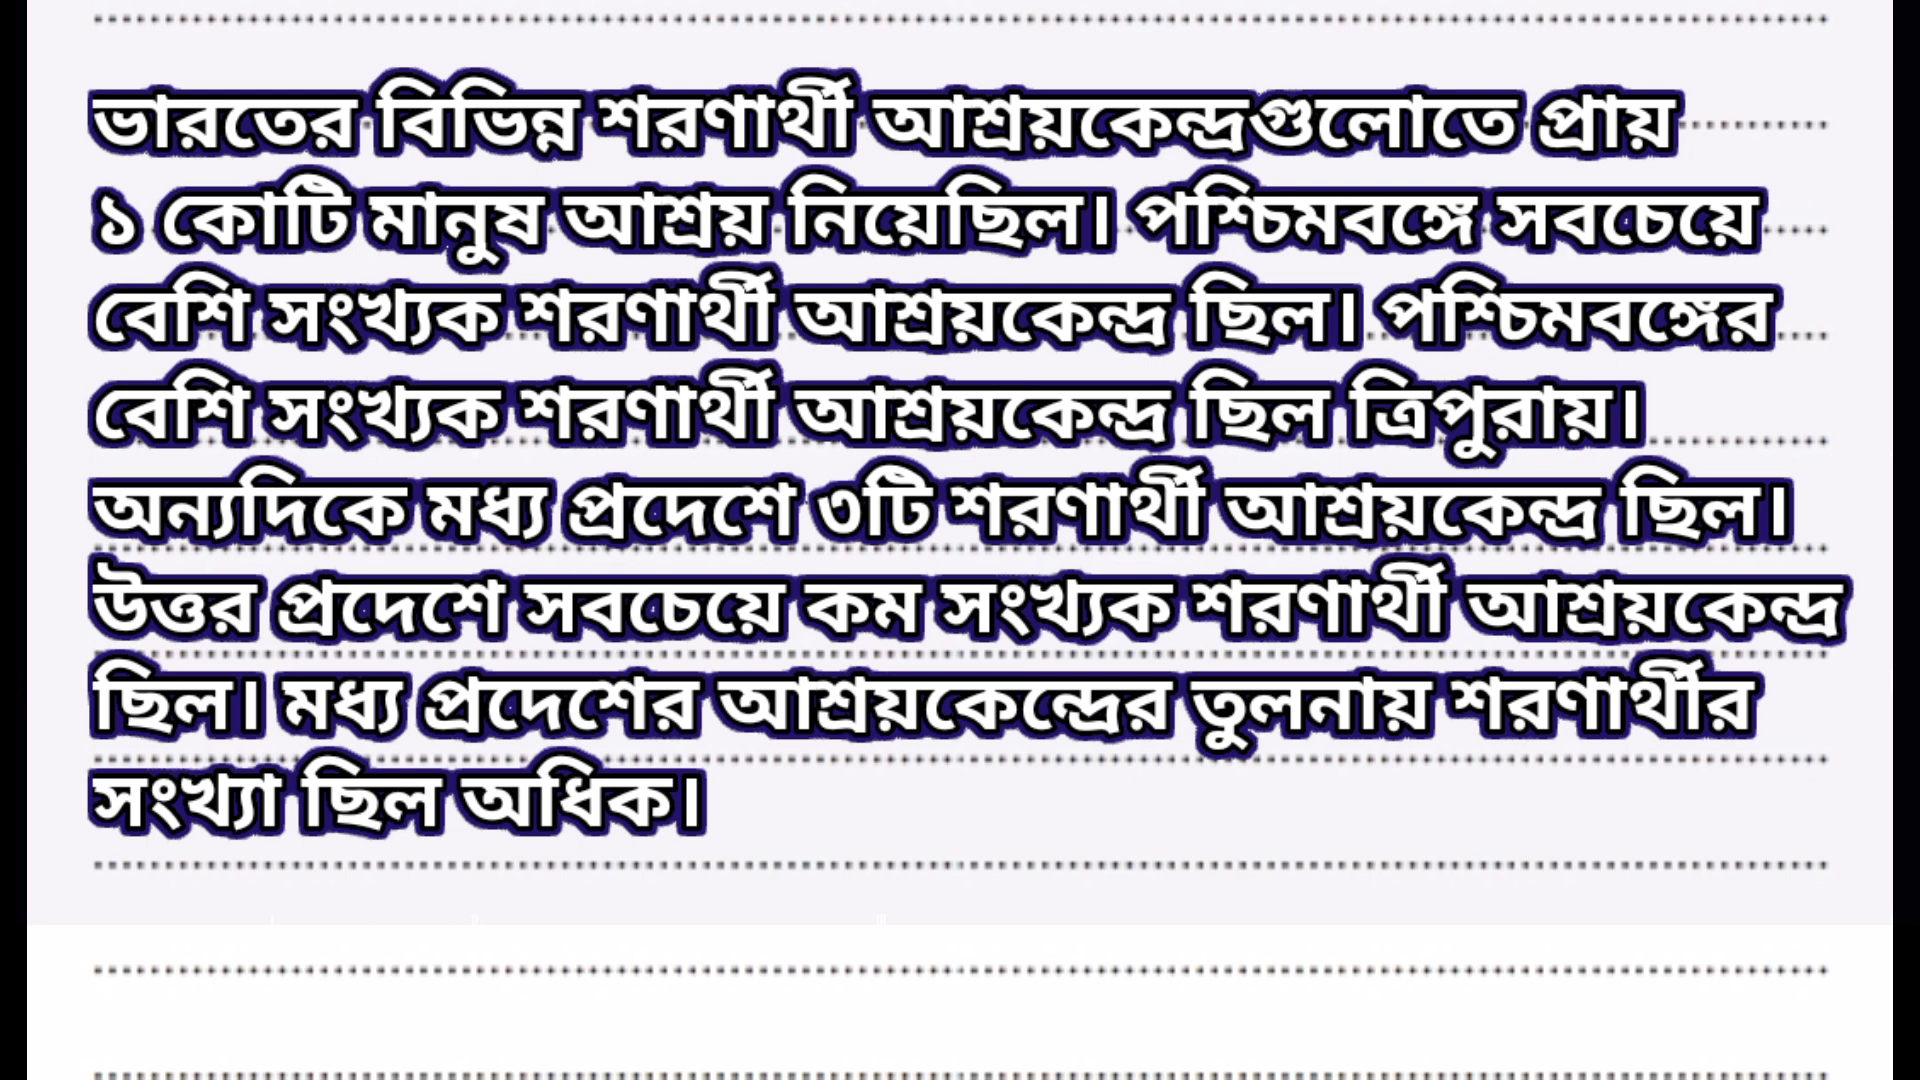 ভারতের বিভিন্ন শরণার্থী আশ্রয়কেন্দ্রগুলোতে প্রায়
১ কোটি মানুষ আশ্রয় নিয়েছিল। পশ্চিমবঙ্গে সবচেয়ে
বেশি সংখ্যক শরণার্থী আশ্রয়কেন্দ্র ছিল। পশ্চিমবঙ্গের
বেশি সংখ্যক শরণার্থী আশ্রয়কেন্দ্র ছিল ত্রিপুরায়।
অন্যদিকে মধ্য প্রদেশে ৩টি শরণার্থী আশ্রয়কেন্দ্র ছিল।
উত্তর প্রদেশে সবচেয়ে কম সংখ্যক শরণার্থী আশ্রয়কেন্দ্র
ছিল। মধ্য প্রদেশের আশ্রয়কেন্দ্রের তুলনায় শরণার্থীর
সংখ্যা ছিল অধিক।